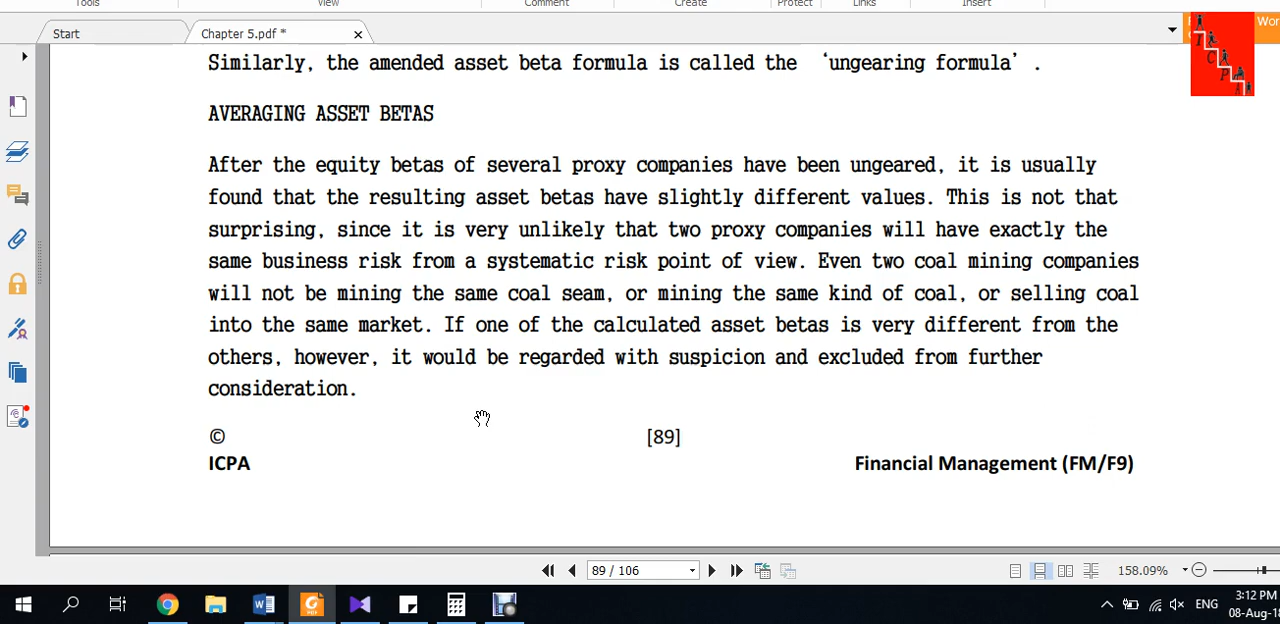 Tools View Comment Create Protect Links Insert
Start Chapter 5.pdf * Wor
Similarly, the amended asset beta formula is called the ‘ungearing formula’.
AVERAGING ASSET BETAS
After the equity betas of several proxy companies have been ungeared, it is usually
found that the resulting asset betas have slightly different values. This is not that
surprising, since it is very unlikely that two proxy companies will have exactly the
same business risk from a systematic risk point of view. Even two coal mining companies
will not be mining the same coal seam, or mining the same kind of coal, or selling coal
into the same market. If one of the calculated asset betas is very different from the
others, however, it would be regarded with suspicion and excluded from further
consideration.
© [89]
ICPA Financial Management (FM/F9)
89 / 106 158.09%
ENG 3:12 PM
08-Aug-18